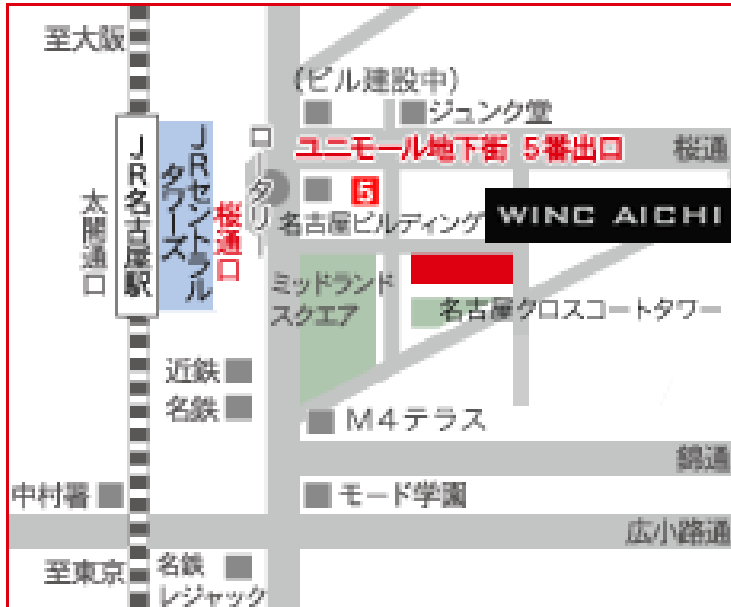 至大阪
(ビル建設中)
ジュンク堂
ユニモール地下街 5番出口
桜通
ロータリー
JRセントラル
タワーズ
JR名古屋駅
桜通口
太閤通口
5
名古屋ビルディング
WINC AICHI
ミッドランド
スクエア
名古屋クロスコートタワー
近鉄
名鉄
M4テラス
錦通
中村署
モード学園
広小路通
至東京
名鉄
レジャック